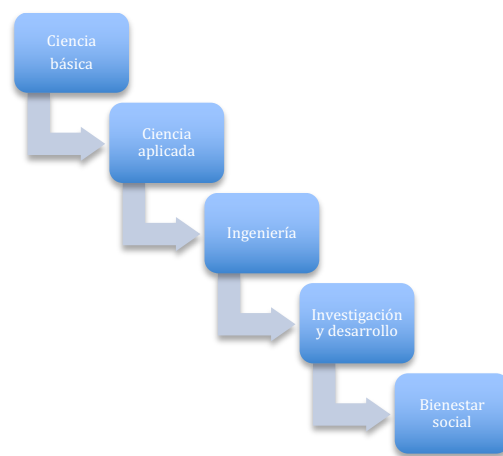 Ciencia
básica
Ciencia
aplicada
Ingeniería
Investigación
y desarrollo
Bienestar
social